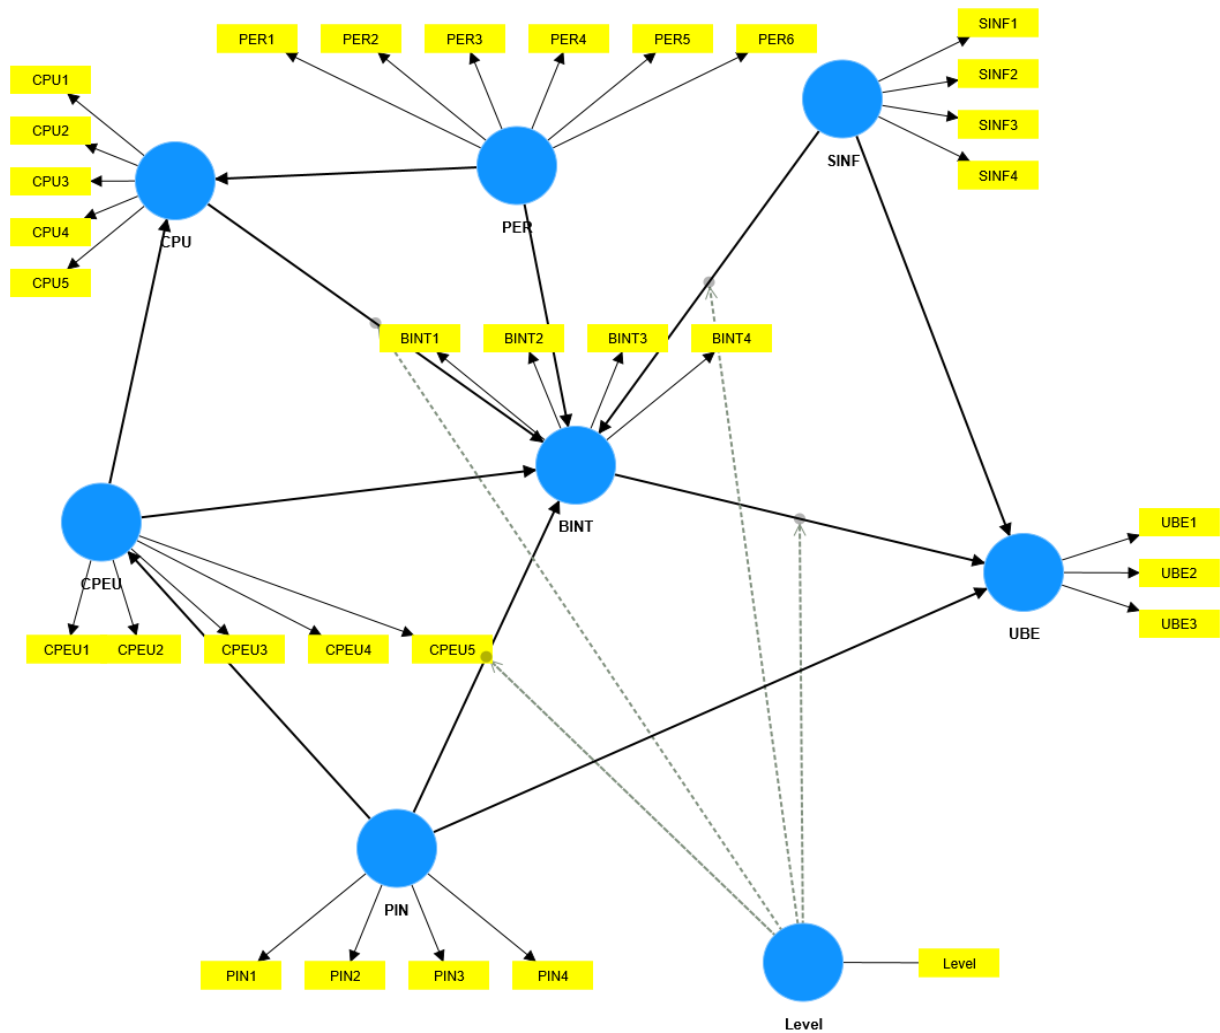 PER1
PER2
PER3
PER4
PER5
PER6
SINF1
SINF2
SINF3
SINF4
SINF
CPU1
CPU2
CPU3
CPU4
CPU5
CPU
PER
BINT1
BINT2
BINT3
BINT4
BINT
CPEU
CPEU1
CPEU2
CPEU3
CPEU4
CPEU5
UBE1
UBE2
UBE3
UBE
PIN
PIN1
PIN2
PIN3
PIN4
Level
Level